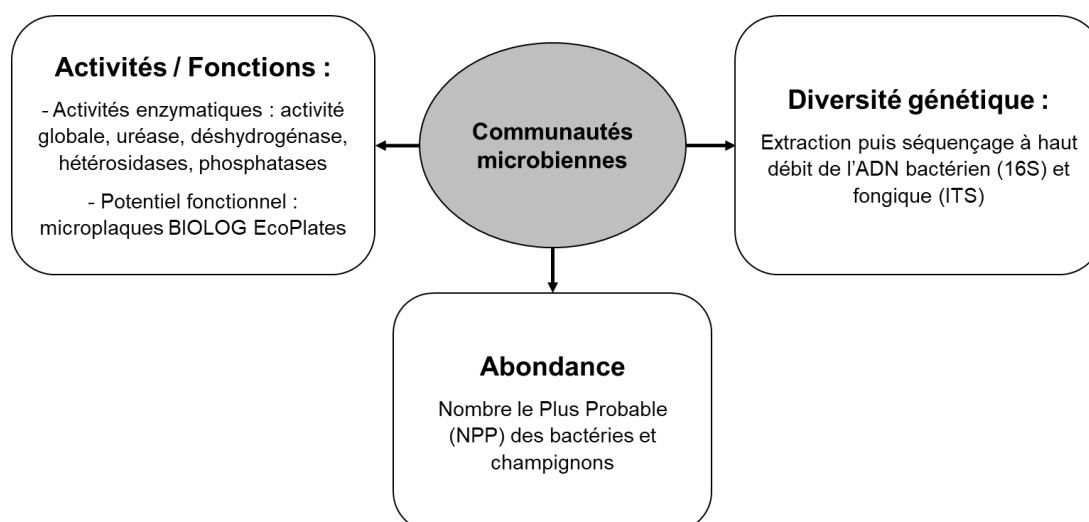 Activités / Fonctions :
- Activités enzymatiques : activité
globale, uréase, déshydrogénase,
hétérosidases, phosphatases
- Potentiel fonctionnel :
microplaques BIOLOG EcoPlates
Communautés
microbiennes
Diversité génétique :
Extraction puis séquençage à haut
débit de l’ADN bactérien (16S) et
fongique (ITS)
Abondance
Nombre le Plus Probable
(NPP) des bactéries et
champignons